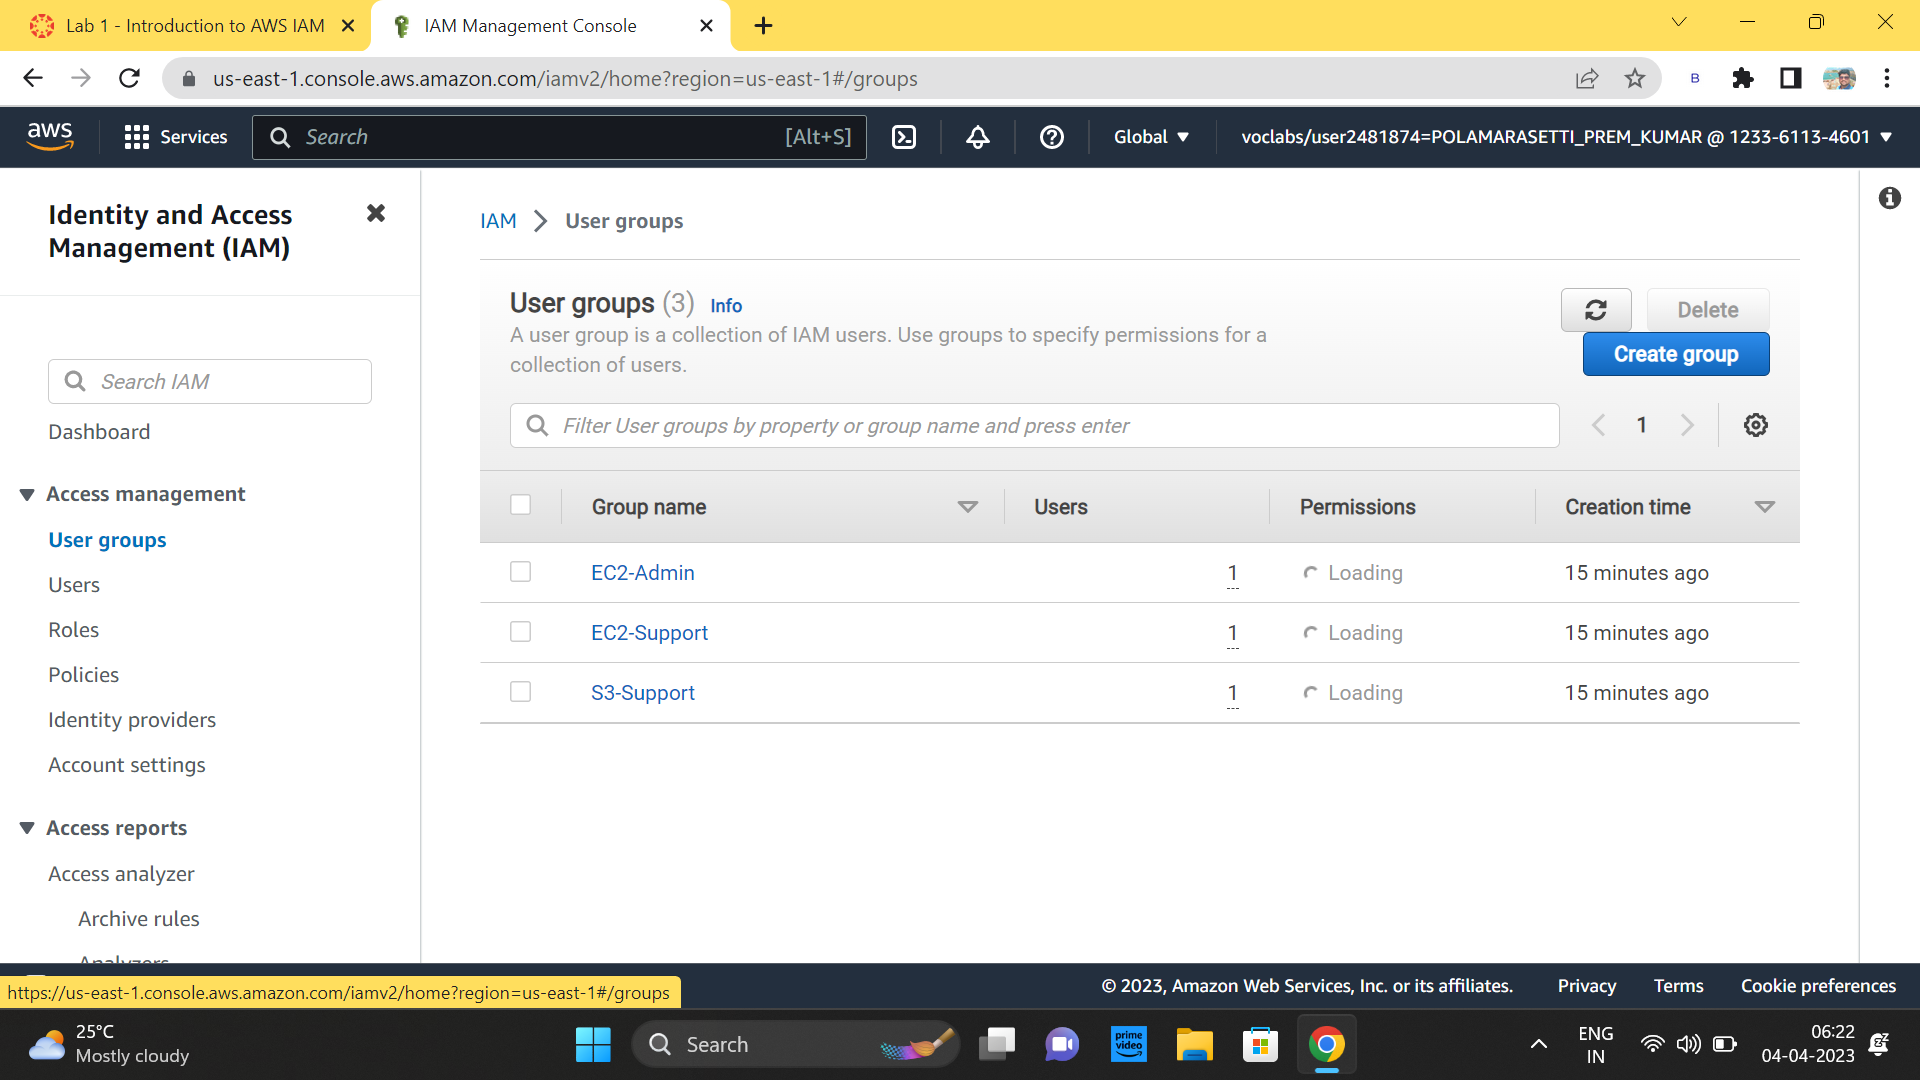 Lab 1 - Introduction to AWS IAM
IAM Management Console
us-east-1.console.aws.amazon.com/iamv2/home?region=us-east-1#/groups
B
aws
Services
Search
[Alt+S]
Global
voclabs/user2481874=POLAMARASETTI_PREM_KUMAR @ 1233-6113-4601
Identity and Access
Management (IAM)
Search IAM
Dashboard
Access management
User groups
Users
Roles
Policies
Identity providers
Account settings
Access reports
Access analyzer
Archive rules
Analyzers
IAM > User groups
User groups (3) Info
A user group is a collection of IAM users. Use groups to specify permissions for a
collection of users.
Delete
Create group
Filter User groups by property or group name and press enter
1
Group name Users Permissions Creation time
EC2-Admin 1 Loading 15 minutes ago
EC2-Support 1 Loading 15 minutes ago
S3-Support 1 Loading 15 minutes ago
© 2023, Amazon Web Services, Inc. or its affiliates. Privacy Terms Cookie preferences
https://us-east-1.console.aws.amazon.com/iamv2/home?region=us-east-1#/groups
25°C
Mostly cloudy
Search
prime
video
ENG
IN
06:22
04-04-2023